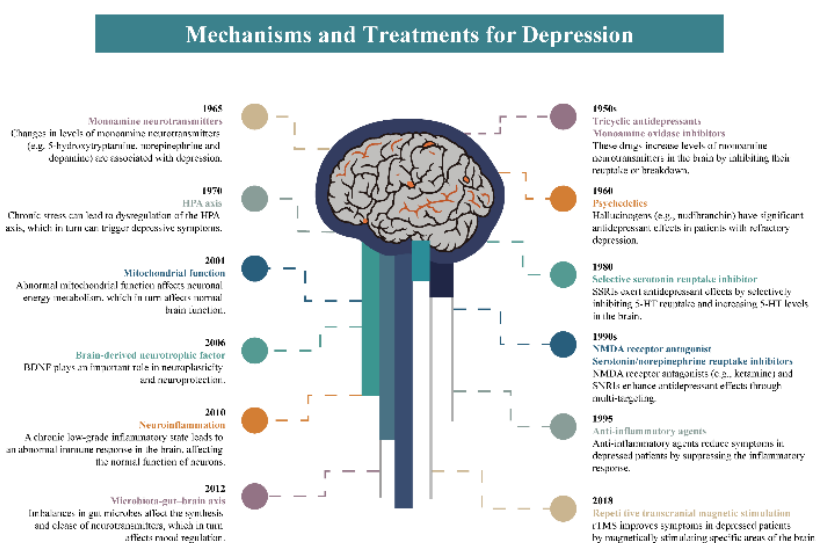 Mechanisms and Treatments for Depression
1965
Monoamine neurotransmitters
Changes in levels of monoamine neurotransmitters
(e.g. 5-hydroxytryptamine, norepinephrine and
dopamine) are associated with depression.
1970
HPA axis
Chronic stress can lead to dysregulation of the HPA
axis, which in turn can trigger depressive symptoms.
2001
Mitochondrial function
Abnormal mitochondrial function affects neuronal
energy metabolism, which in turn affects normal
brain function.
2006
Brain-derived neurotrophic factor
BDNF plays an important role in neuroplasticity
and neuroprotection.
2010
Neuroinflammation
A chronic low-grade inflammatory state leads to
an abnormal immune response in the brain, affecting
the normal function of neurons.
2012
Microbiota-gut–brain axis
Imbalances in gut microbes affect the synthesis
and elease of neurotransmitters, which in turn
affects mood regulation.
1950s
Tricyclic antidepressants
Monoamine oxidase inhibitors
These drugs increase levels of monoamine
neurotransmitters in the brain by inhibiting their
reuptake or breakdown.
1960
Psychedelics
Hallucinogens (e.g., nudibranchin) have significant
antidepressant effects in patients with refractory
depression.
1980
Selective serotonin reuptake inhibitor
SSRIs exert antidepressant effects by selectively
inhibiting 5-HT reuptake and increasing 5-HT levels
in the brain.
1990s
NMDA receptor antagonist
Serotonin/norepinephrine reuptake inhibitors
NMDA receptor antagonists (e.g., ketamine) and
SNRIs enhance antidepressant effects through
multi-targeting.
1995
Anti-inflammatory agents
Anti-inflammatory agents reduce symptoms in
depressed patients by suppressing the inflammatory
response.
2018
Repetitive transcranial magnetic stimulation
rTMS improves symptoms in depressed patients
by magnetically stimulating specific areas of the brain